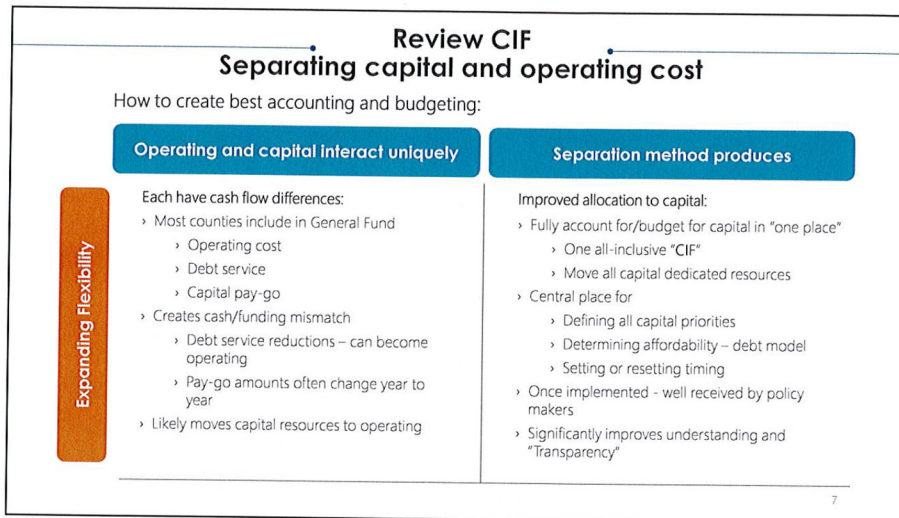 Review CIF
Separating capital and operating cost
How to create best accounting and budgeting:
Operating and capital interact uniquely
Separation method produces
Expanding Flexibility
Each have cash flow differences:
› Most counties include in General Fund
› Operating cost
› Debt service
› Capital pay-go
› Creates cash/funding mismatch
› Debt service reductions – can become
operating
› Pay-go amounts often change year to
year
› Likely moves capital resources to operating
Improved allocation to capital:
› Fully account for/budget for capital in "one place"
› One all-inclusive "CIF"
› Move all capital dedicated resources
› Central place for
› Defining all capital priorities
› Determining affordability – debt model
› Setting or resetting timing
› Once implemented - well received by policy
makers
› Significantly improves understanding and
"Transparency"
7